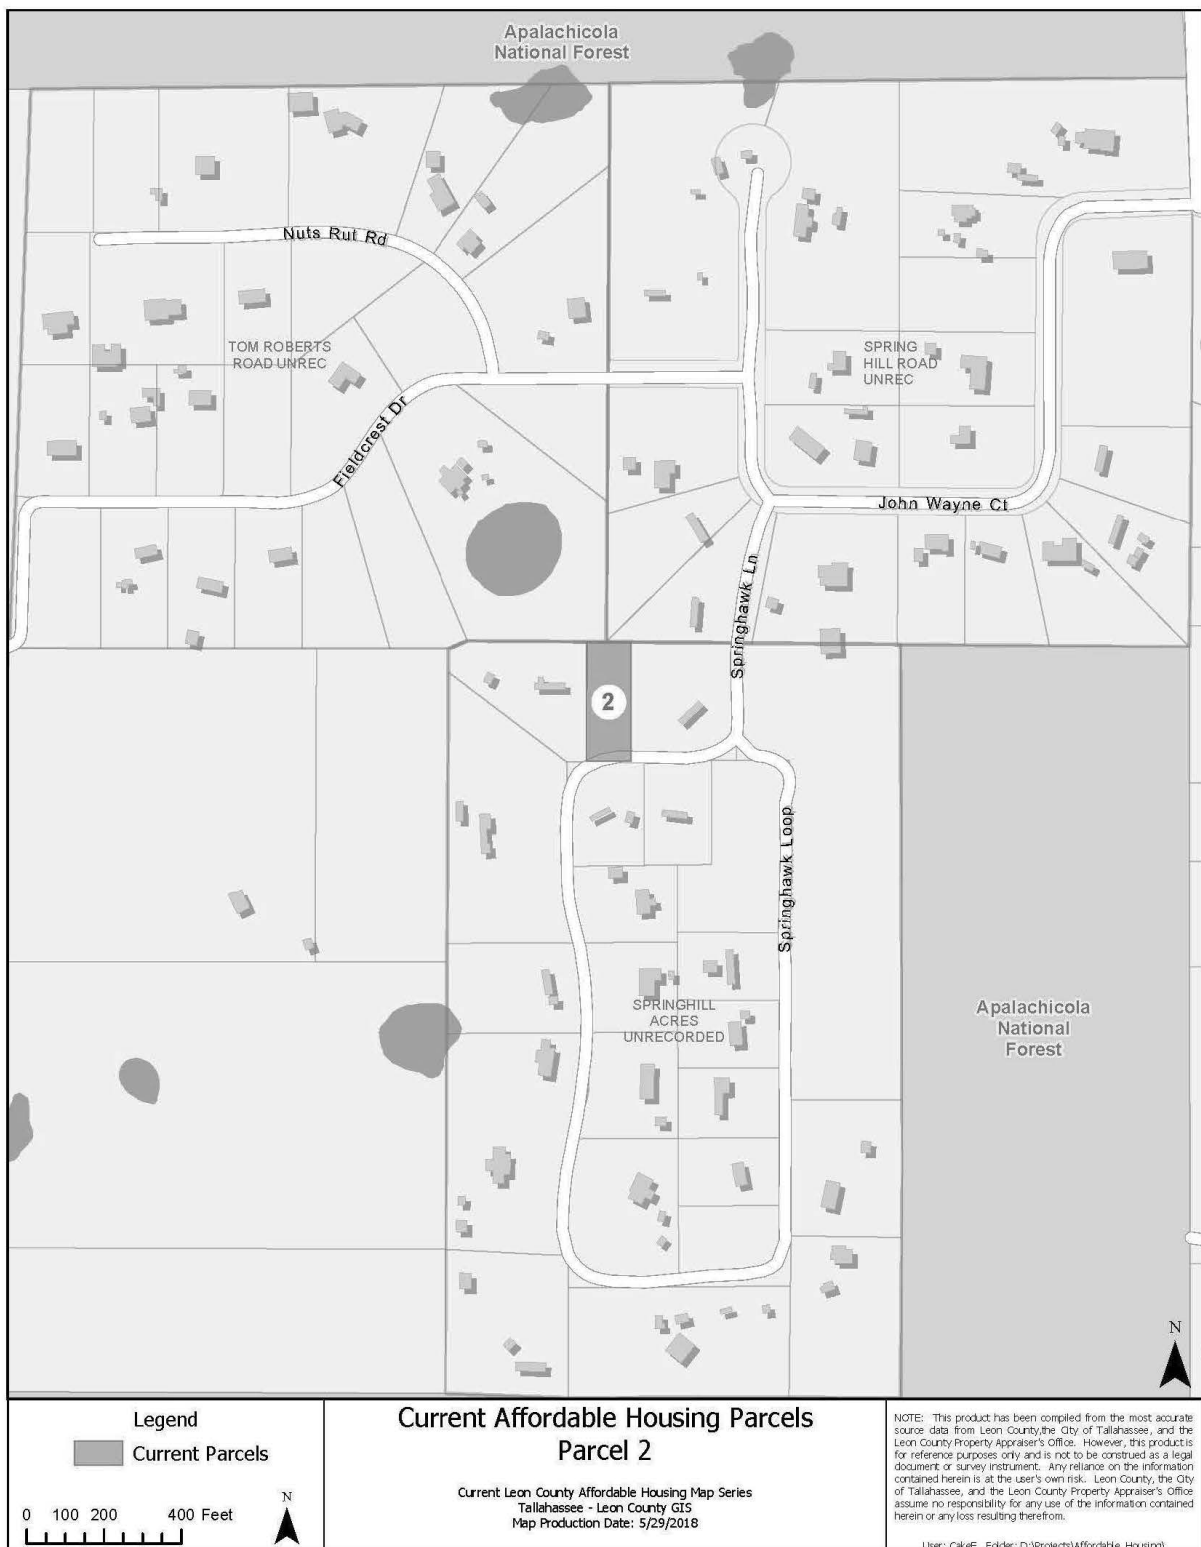 Apalachicola
National Forest
Nuts Rut Rd
TOM ROBERTS
ROAD UNREC
SPRING
HILL ROAD
UNREC
Fieldcrest Dr
John Wayne Ct
Springhawk Ln
2
Springhawk Loop
SPRINGHILL
ACRES
UNRECORDED
Apalachicola
National
Forest
N
Legend
Current Parcels
0 100 200 400 Feet
N
Current Affordable Housing Parcels
Parcel 2
Current Leon County Affordable Housing Map Series
Tallahassee - Leon County GIS
Map Production Date: 5/29/2018
NOTE: This product has been compiled from the most accurate
source data from Leon County,the City of Tallahassee, and the
Leon County Property Appraiser's Office. However, this product is
for reference purposes only and is not to be construed as a legal
document or survey instrument. Any reliance on the information
contained herein is at the user's own risk. Leon County, the City
of Tallahassee, and the Leon County Property Appraiser's Office
assume no responsibility for any use of the information contained
herein or any loss resulting therefrom.
User: CakeE Folder: D:\Projects\Affordable_Housing\